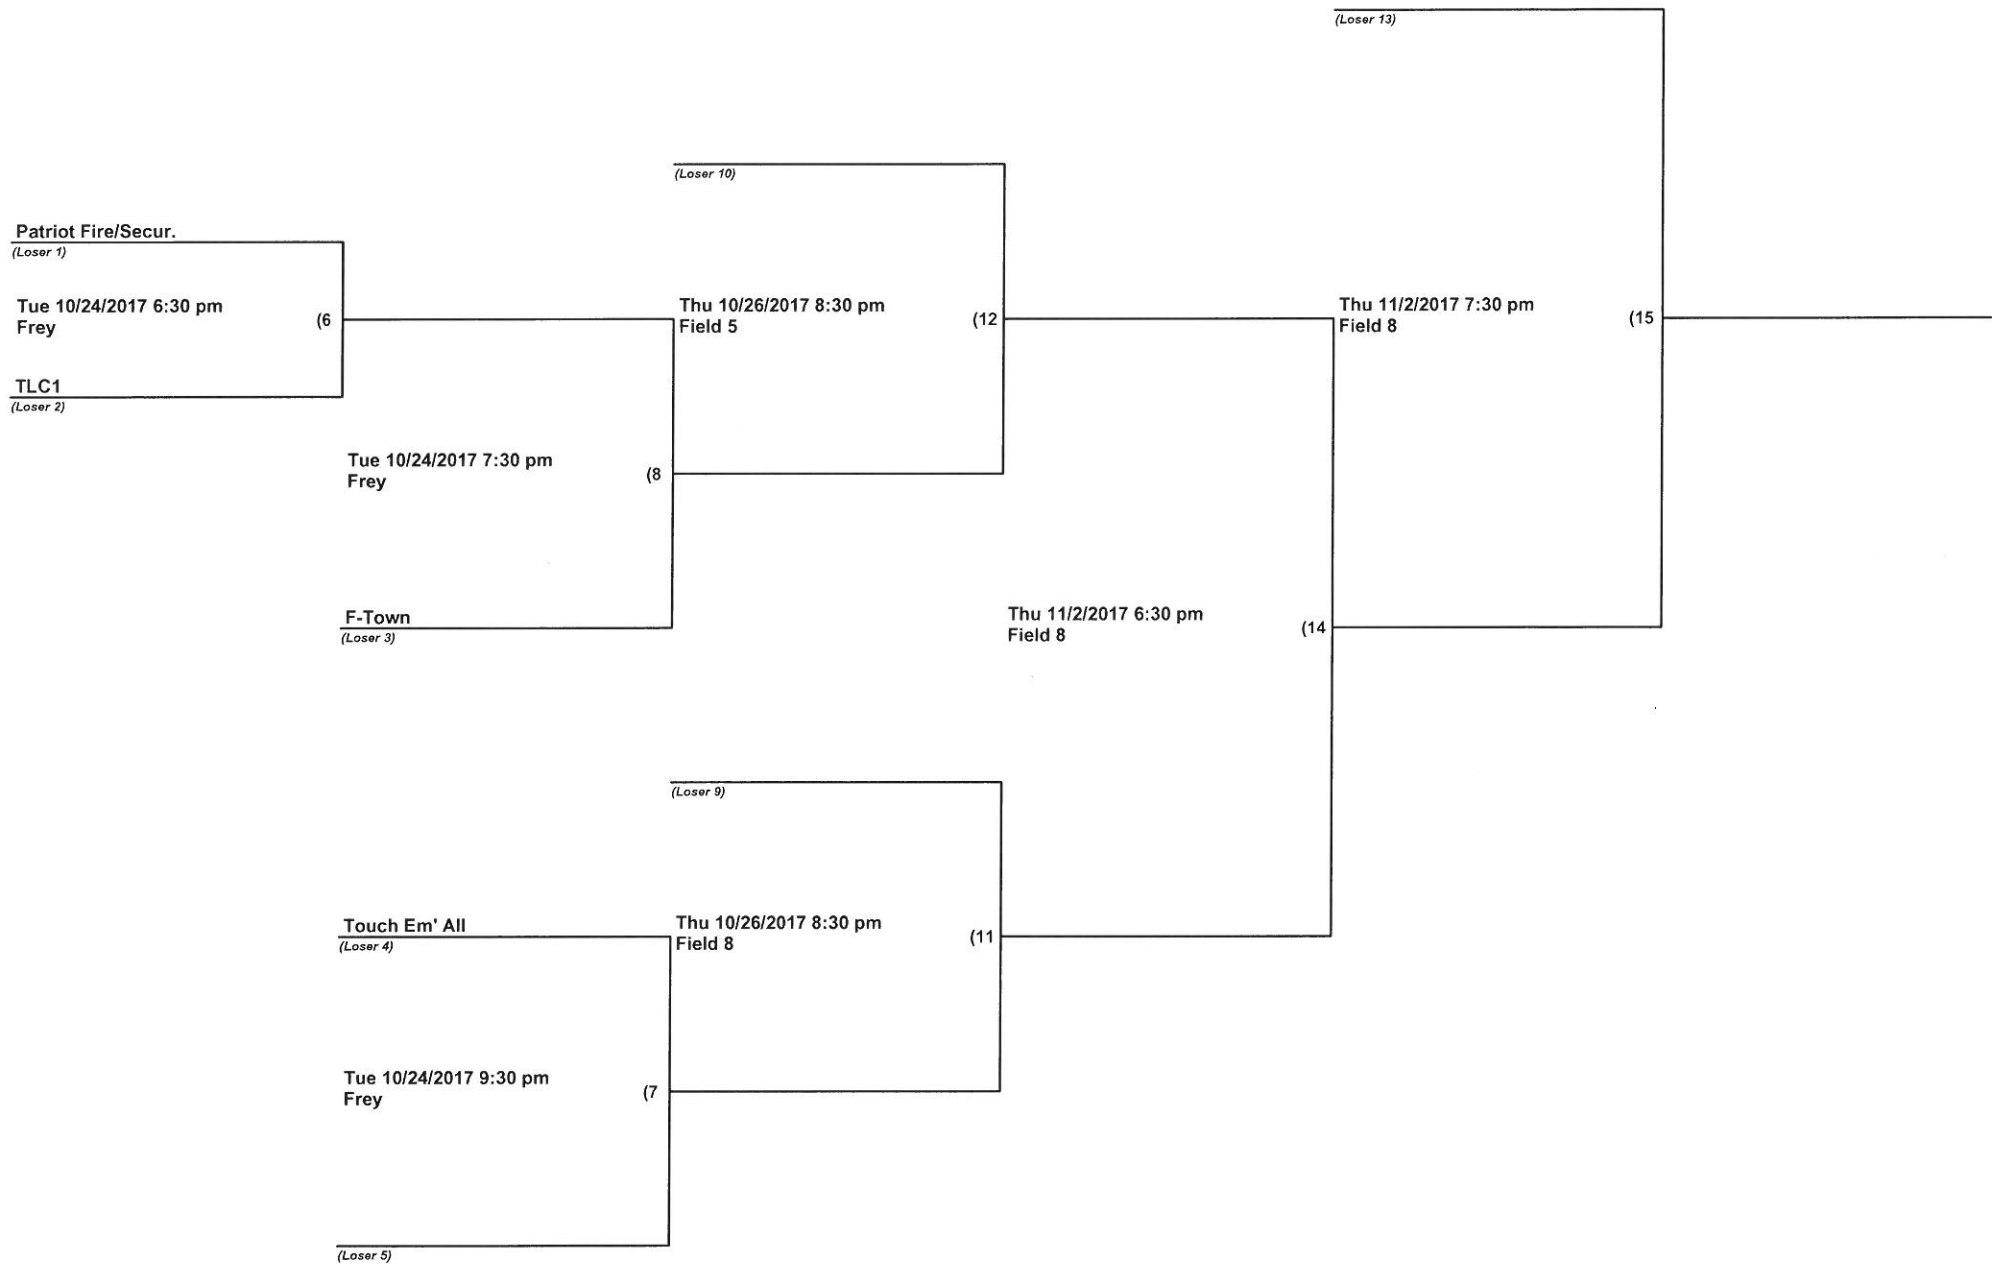 (Loser 13)
(Loser 10)
Patriot Fire/Secur.
(Loser 1)
Tue 10/24/2017 6:30 pm
Frey
(6
TLC1
(Loser 2)
Thu 10/26/2017 8:30 pm
Field 5
(12
Thu 11/2/2017 7:30 pm
Field 8
(15
Tue 10/24/2017 7:30 pm
Frey
(8
F-Town
(Loser 3)
Thu 11/2/2017 6:30 pm
Field 8
(14
(Loser 9)
Touch Em' All
(Loser 4)
Thu 10/26/2017 8:30 pm
Field 8
(11
Tue 10/24/2017 9:30 pm
Frey
(7
(Loser 5)